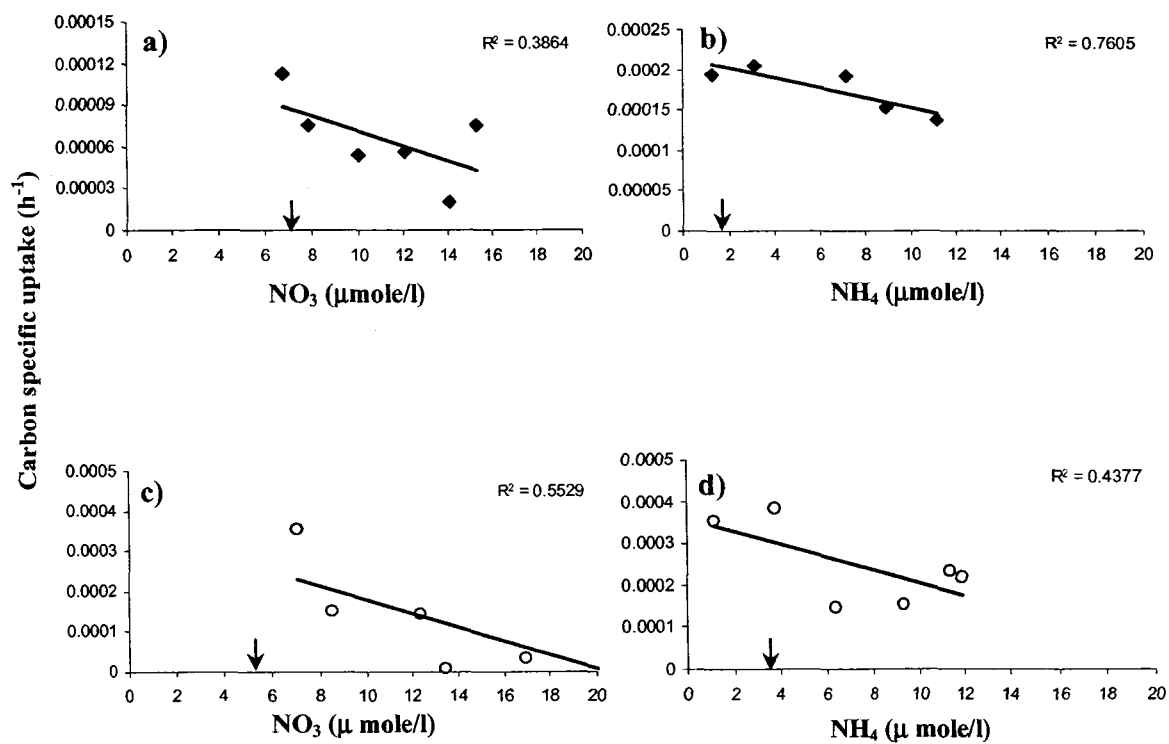 Carbon specific uptake (h⁻¹)
a)
R² = 0.3864
0.00015
0.00012
0.00009
0.00006
0.00003
0
0 2 4 6 8 10 12 14 16 18 20
NO₃ (μmole/l)
b)
R² = 0.7605
0.00025
0.0002
0.00015
0.0001
0.00005
0
0 2 4 6 8 10 12 14 16 18 20
NH₄ (μmole/l)
c)
R² = 0.5529
0.0005
0.0004
0.0003
0.0002
0.0001
0
0 2 4 6 8 10 12 14 16 18 20
NO₃ (μ mole/l)
d)
R² = 0.4377
0.0005
0.0004
0.0003
0.0002
0.0001
0
0 2 4 6 8 10 12 14 16 18 20
NH₄ (μ mole/l)